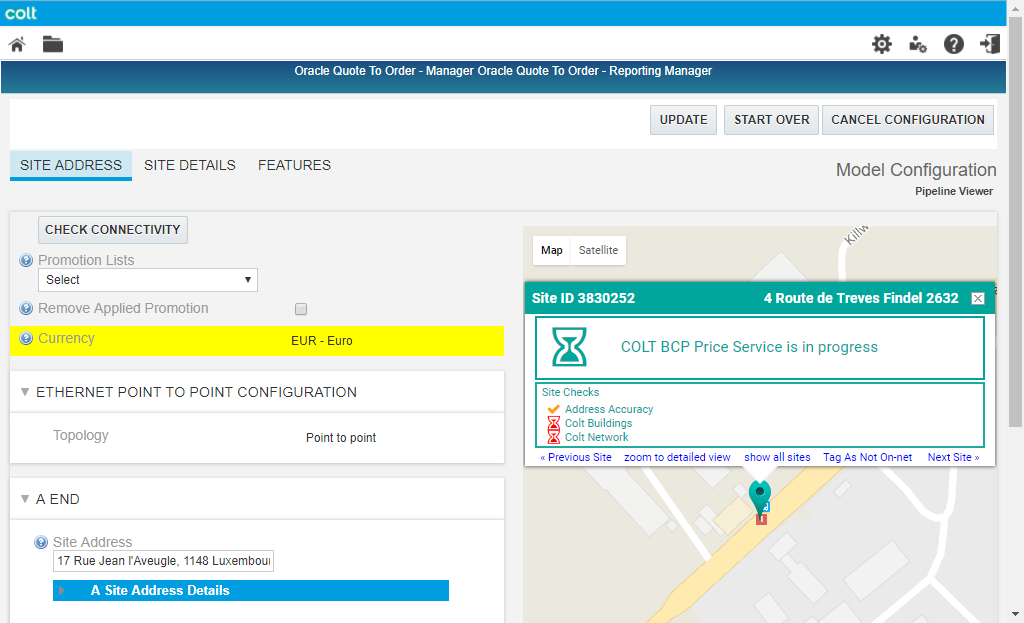 colt
Oracle Quote To Order - Manager Oracle Quote To Order - Reporting Manager
UPDATE
START OVER
CANCEL CONFIGURATION
SITE ADDRESS
SITE DETAILS
FEATURES
Model Configuration
Pipeline Viewer
CHECK CONNECTIVITY
Promotion Lists
Select
Remove Applied Promotion
Currency
EUR - Euro
ETHERNET POINT TO POINT CONFIGURATION
Topology
Point to point
A END
Site Address
17 Rue Jean l'Aveugle, 1148 Luxembour
A Site Address Details
Map
Satellite
Killw
Site ID 3830252
4 Route de Treves Findel 2632
COLT BCP Price Service is in progress
Site Checks
Address Accuracy
Colt Buildings
Colt Network
« Previous Site
zoom to detailed view
show all sites
Tag As Not On-net
Next Site »